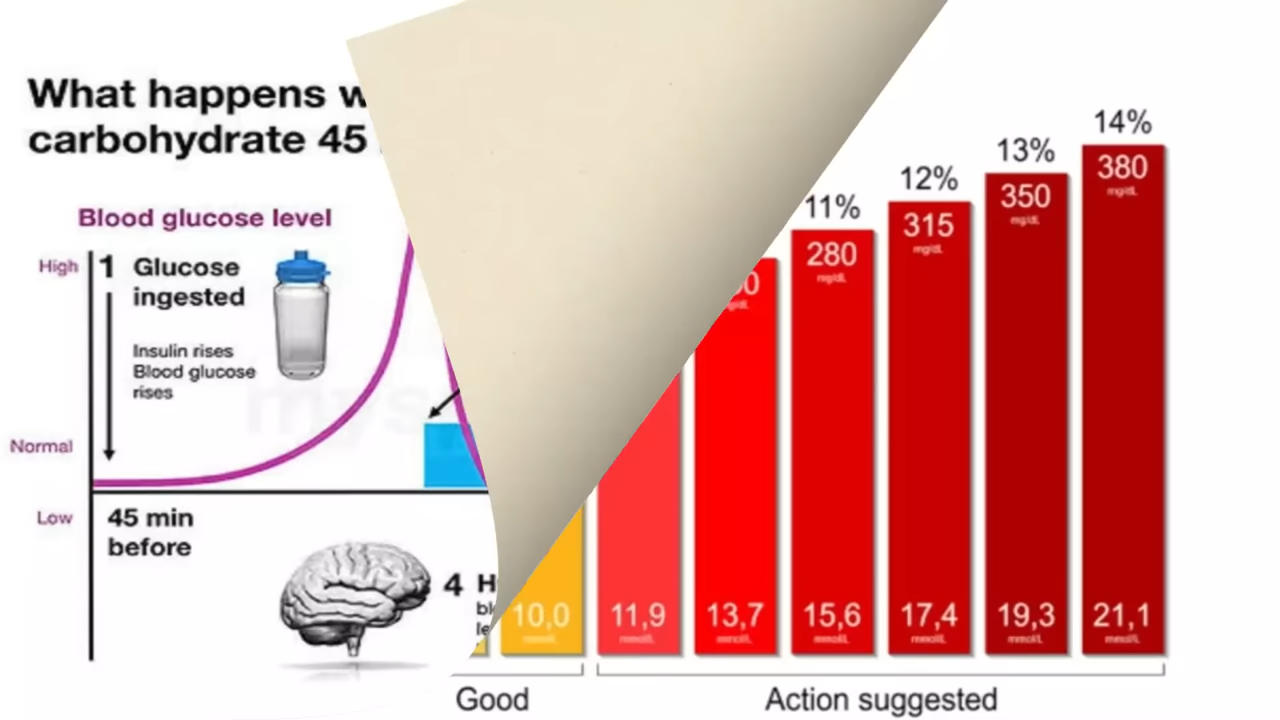 What happens w
carbohydrate 45
Blood glucose level
High
1 Glucose
ingested
Insulin rises
Blood glucose
rises
Normal
Low
45 min
before
4 H
bl
le
11%
280
mg/dL
12%
315
mg/dL
13%
350
mg/dL
14%
380
mg/dL
10,0
mmol/L
11,9
mmol/L
13,7
mmol/L
15,6
mmol/L
17,4
mmol/L
19,3
mmol/L
21,1
mmol/L
Good
Action suggested